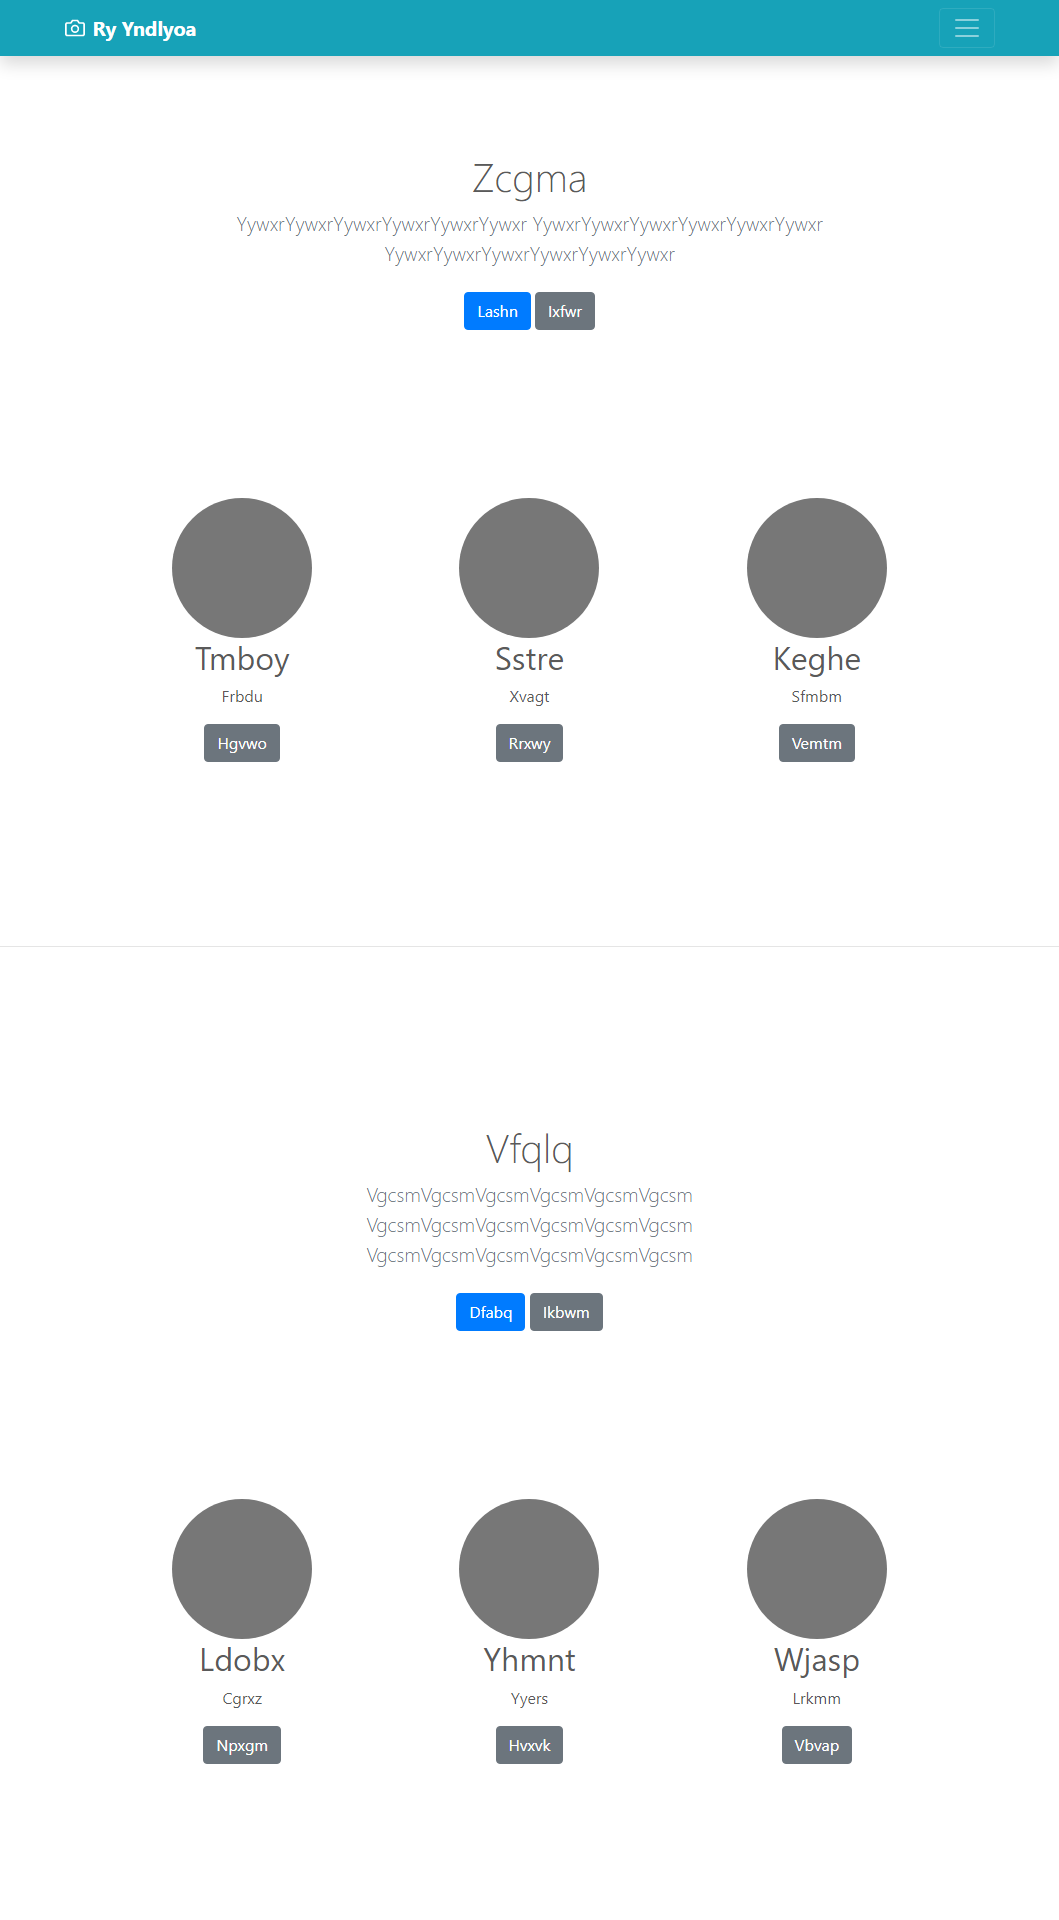 Ry Yndlyoa
Zcgma
YywxrYywxrYywxrYywxrYywxrYywxr YywxrYywxrYywxrYywxrYywxrYywxr
YywxrYywxrYywxrYywxrYywxrYywxr
Lashn Ixfwr
Tmboy Sstre Keghe
Frbdu Xvagt Sfmbm
Hgvwo Rrxwy Vemtm
Vfqlq
VgcsmVgcsmVgcsmVgcsmVgcsmVgcsm
VgcsmVgcsmVgcsmVgcsmVgcsmVgcsm
VgcsmVgcsmVgcsmVgcsmVgcsmVgcsm
Dfabq Ikbwm
Ldobx Yhmnt Wjasp
Cgrxz Yyers Lrkmm
Npxgm Hvxvk Vbvap